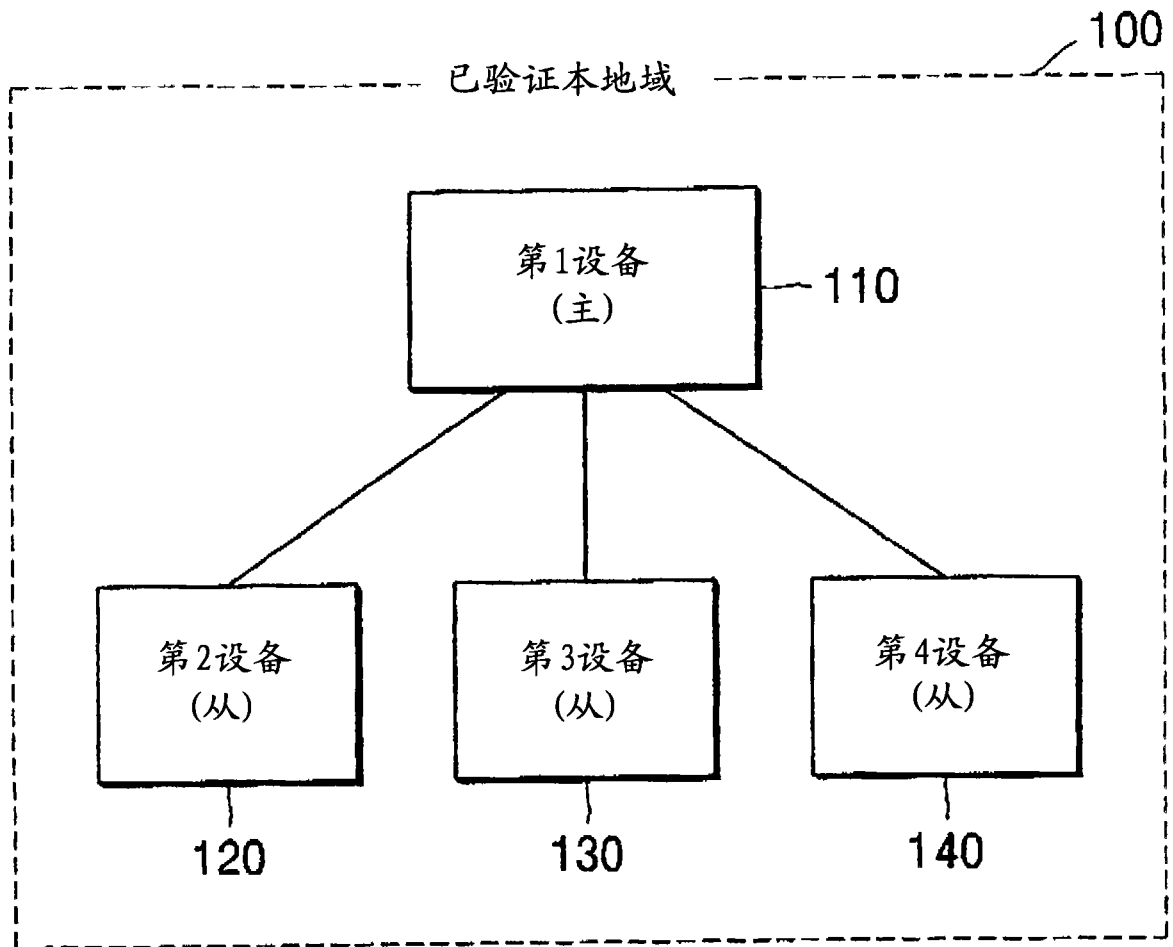 100
已验证本地域
第1设备
(主)
110
第2设备
(从)
第3设备
(从)
第4设备
(从)
120
130
140